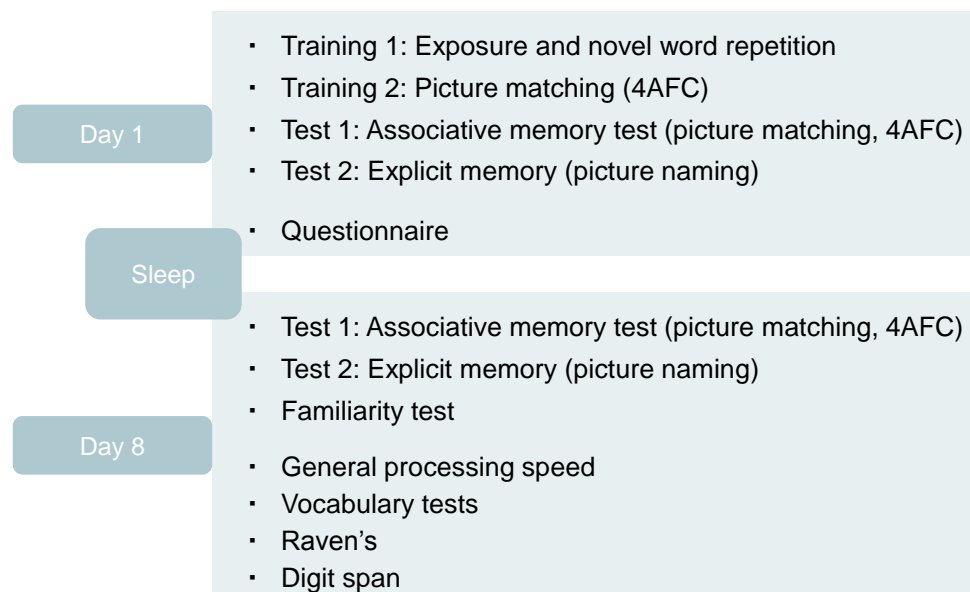 Day 1
· Training 1: Exposure and novel word repetition
· Training 2: Picture matching (4AFC)
· Test 1: Associative memory test (picture matching, 4AFC)
· Test 2: Explicit memory (picture naming)
· Questionnaire
Sleep
Day 8
· Test 1: Associative memory test (picture matching, 4AFC)
· Test 2: Explicit memory (picture naming)
· Familiarity test
· General processing speed
· Vocabulary tests
· Raven’s
· Digit span